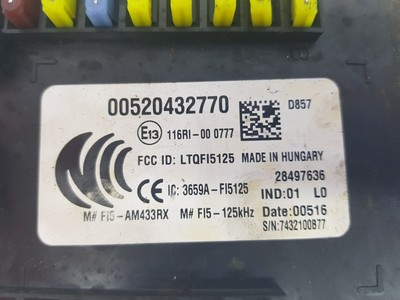 00520432770
D857
E13 116RI-00 0777
FCC ID: LTQFI5125 MADE IN HUNGARY
28497636
CE IC: 3659A-FI5125 IND:01 L0
M# FI5-AM433RX M# FI5-125kHz Date:00516
S/N:7432100877